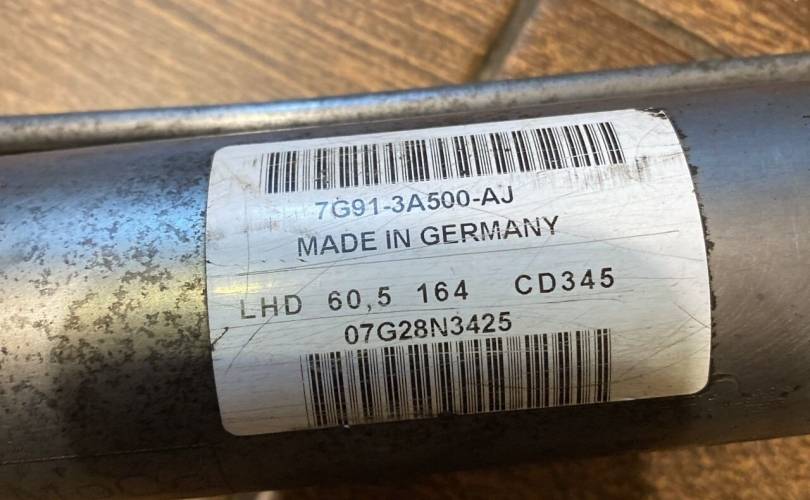 7G91-3A500-AJ
MADE IN GERMANY
LHD 60,5 164 CD345
07G28N3425